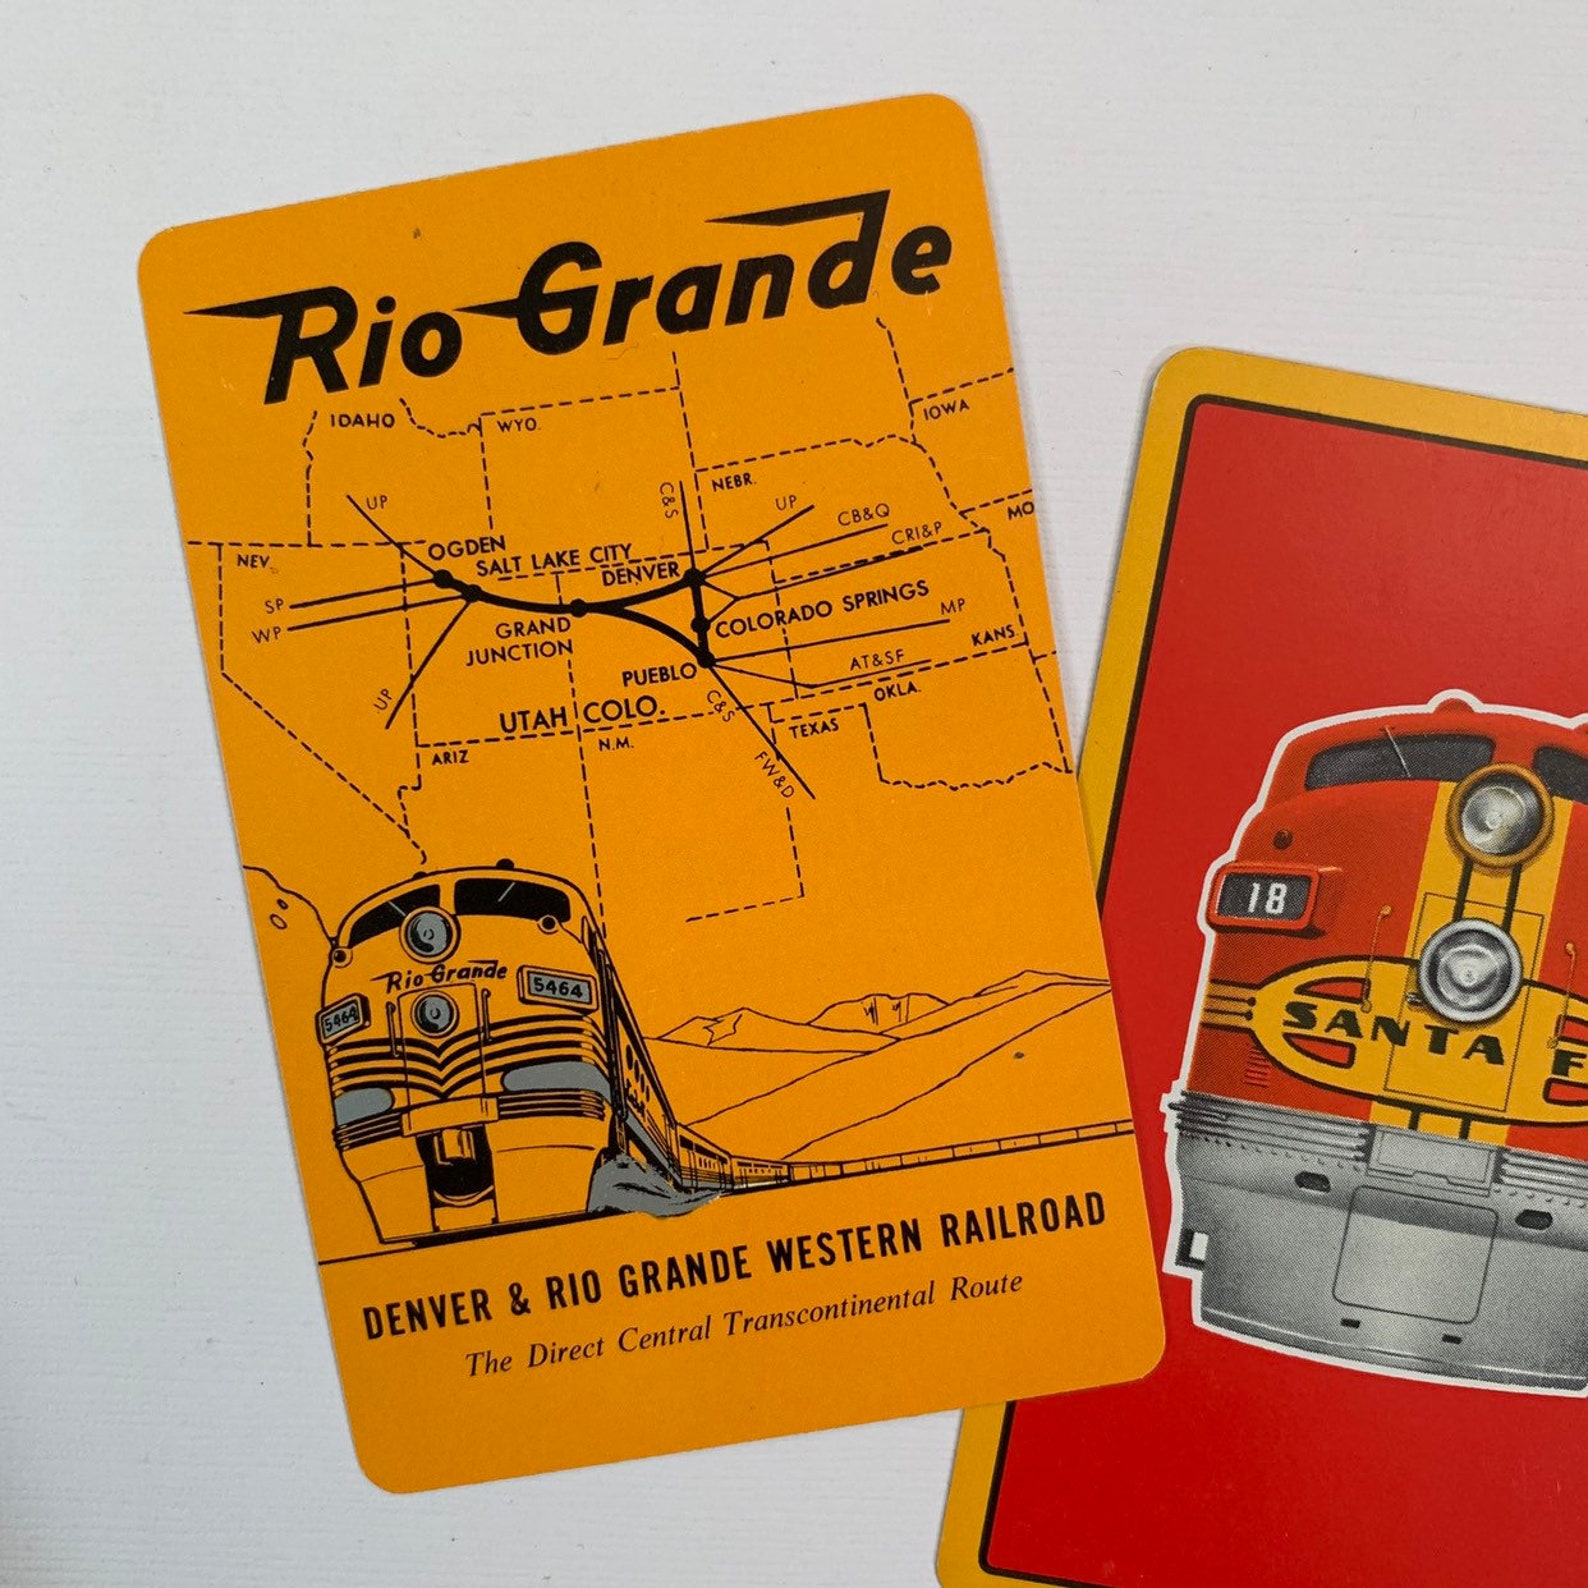 Rio Grande
IDAHO
WYO.
IOWA
NEBR.
MO
UP
C&S
UP
CB&Q
CRI&P
NEV.
OGDEN
SALT LAKE CITY
DENVER
SP
WP
GRAND
JUNCTION
COLORADO SPRINGS
MP
KANS.
UP
PUEBLO
AT&SF
OKLA.
UTAH
COLO.
C&S
TEXAS
ARIZ
N.M.
FW&D
Rio Grande
5464
5464
DENVER & RIO GRANDE WESTERN RAILROAD
The Direct Central Transcontinental Route
18
SANTA F